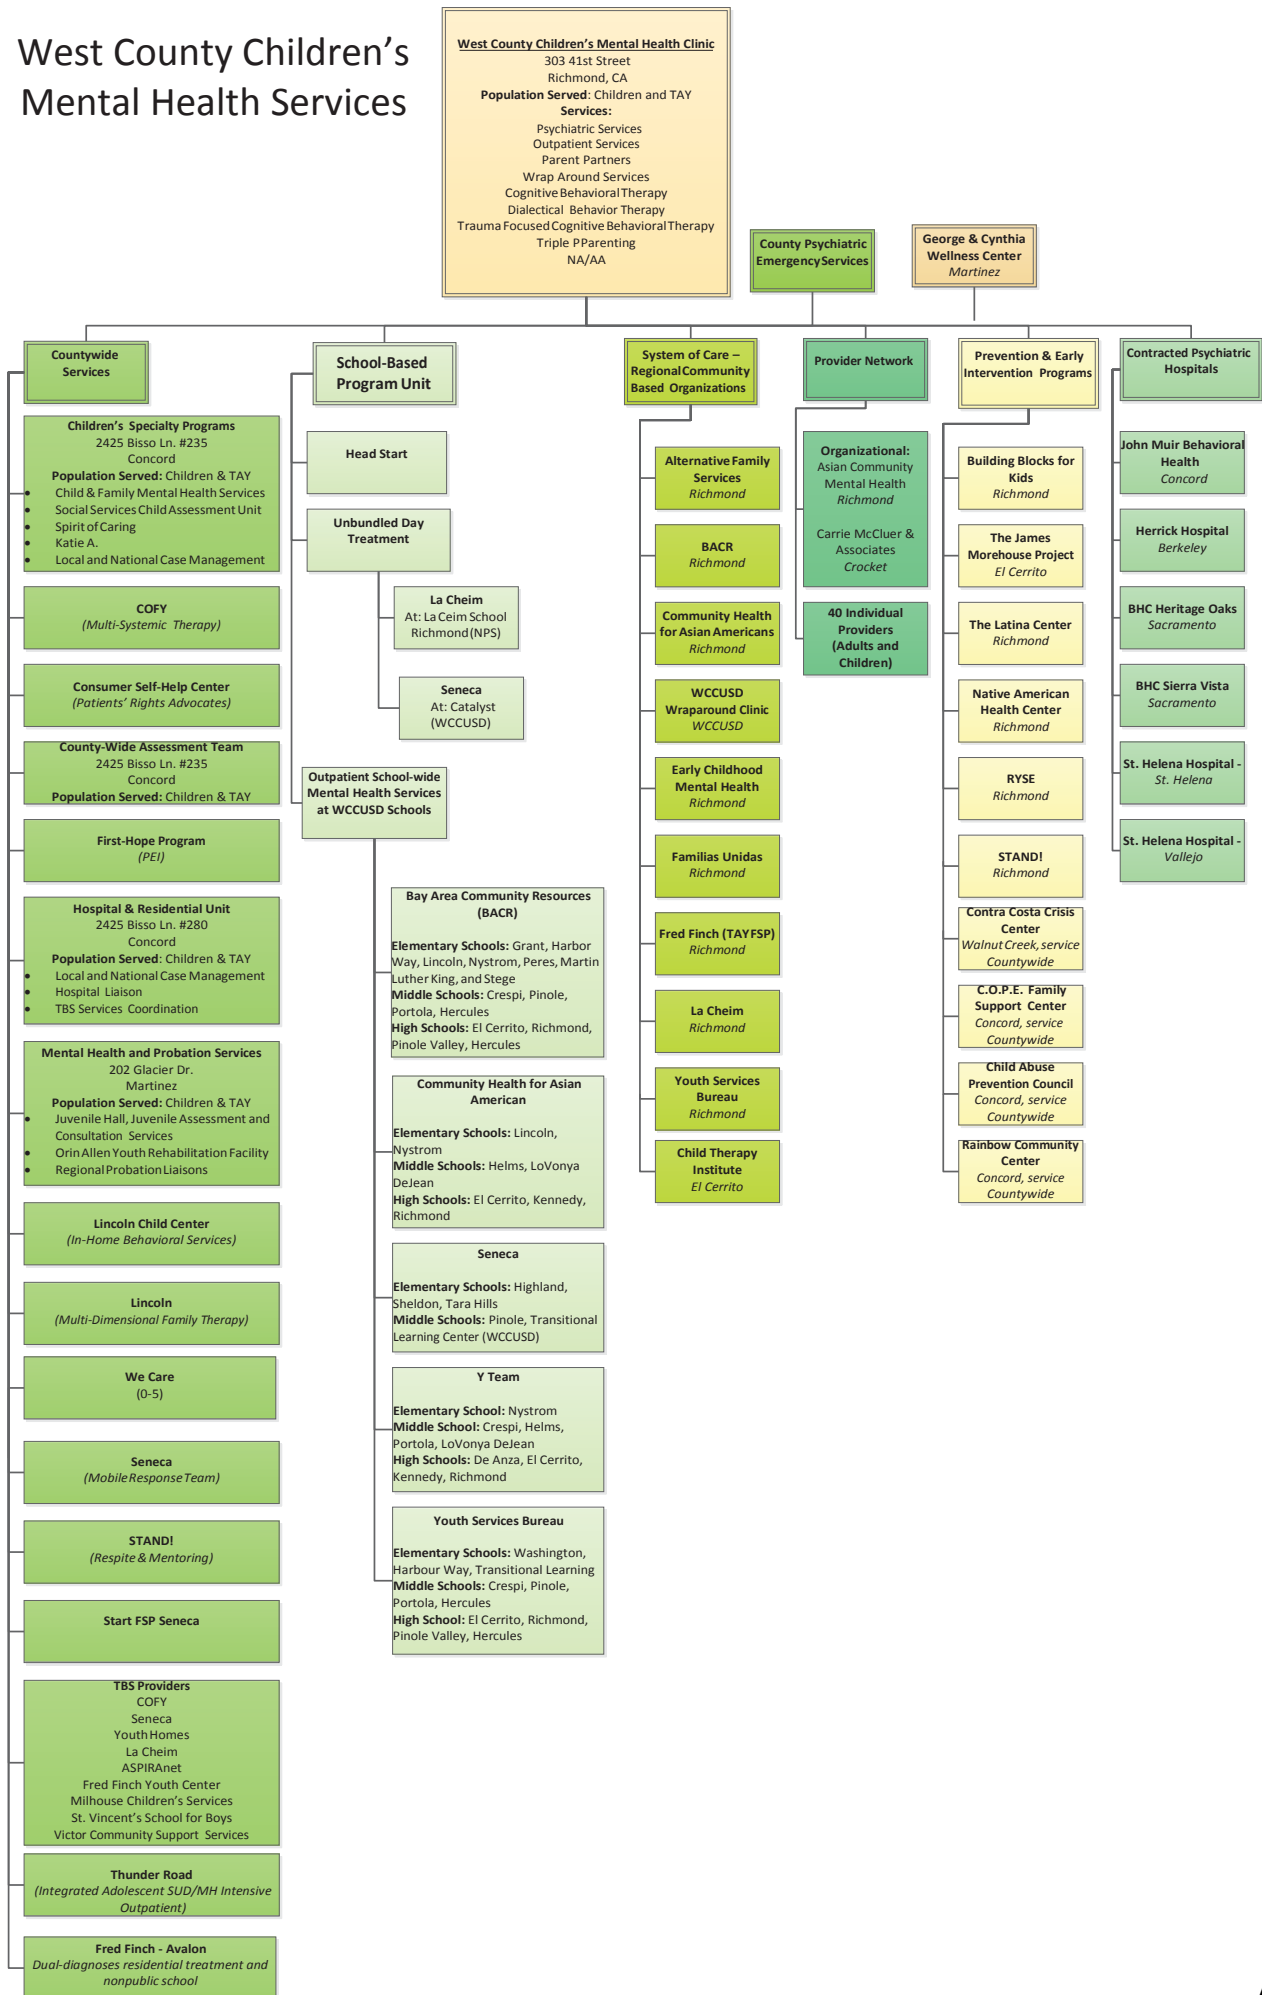 West County Children's
Mental Health Services
West County Children's Mental Health Clinic
303 41st Street
Richmond, CA
Population Served: Children and TAY
Services:
Psychiatric Services
Outpatient Services
Parent Partners
Wrap Around Services
Cognitive Behavioral Therapy
Dialectical Behavior Therapy
Trauma Focused Cognitive Behavioral Therapy
Triple P Parenting
NA/AA
County Psychiatric
Emergency Services
George & Cynthia
Wellness Center
Martinez
Countywide
Services
Children's Specialty Programs
2425 Bisso Ln. #235
Concord
Population Served: Children & TAY
• Child & Family Mental Health Services
• Social Services Child Assessment Unit
• Spirit of Caring
• Katie A.
• Local and National Case Management
COFY
(Multi-Systemic Therapy)
Consumer Self-Help Center
(Patients' Rights Advocates)
County-Wide Assessment Team
2425 Bisso Ln. #235
Concord
Population Served: Children & TAY
First-Hope Program
(PEI)
Hospital & Residential Unit
2425 Bisso Ln. #280
Concord
Population Served: Children & TAY
• Local and National Case Management
• Hospital Liaison
• TBS Services Coordination
Mental Health and Probation Services
202 Glacier Dr.
Martinez
Population Served: Children & TAY
• Juvenile Hall, Juvenile Assessment and
Consultation Services
• Orin Allen Youth Rehabilitation Facility
• Regional Probation Liaisons
Lincoln Child Center
(In-Home Behavioral Services)
Lincoln
(Multi-Dimensional Family Therapy)
We Care
(0-5)
Seneca
(Mobile Response Team)
STAND!
(Respite & Mentoring)
Start FSP Seneca
TBS Providers
COFY
Seneca
Youth Homes
La Cheim
ASPIRAnet
Fred Finch Youth Center
Milhouse Children's Services
St. Vincent's School for Boys
Victor Community Support Services
Thunder Road
(Integrated Adolescent SUD/MH Intensive
Outpatient)
Fred Finch - Avalon
Dual-diagnoses residential treatment and
nonpublic school
School-Based
Program Unit
Head Start
Unbundled Day
Treatment
La Cheim
At: La Ceim School
Richmond (NPS)
Seneca
At: Catalyst
(WCCUSD)
Outpatient School-wide
Mental Health Services
at WCCUSD Schools
Bay Area Community Resources
(BACR)
Elementary Schools: Grant, Harbor
Way, Lincoln, Nystrom, Peres, Martin
Luther King, and Stege
Middle Schools: Crespi, Pinole,
Portola, Hercules
High Schools: El Cerrito, Richmond,
Pinole Valley, Hercules
Community Health for Asian
American
Elementary Schools: Lincoln,
Nystrom
Middle Schools: Helms, LoVonya
DeJean
High Schools: El Cerrito, Kennedy,
Richmond
Seneca
Elementary Schools: Highland,
Sheldon, Tara Hills
Middle Schools: Pinole, Transitional
Learning Center (WCCUSD)
Y Team
Elementary School: Nystrom
Middle School: Crespi, Helms,
Portola, LoVonya DeJean
High Schools: De Anza, El Cerrito,
Kennedy, Richmond
Youth Services Bureau
Elementary Schools: Washington,
Harbour Way, Transitional Learning
Middle Schools: Crespi, Pinole,
Portola, Hercules
High School: El Cerrito, Richmond,
Pinole Valley, Hercules
System of Care –
Regional Community
Based Organizations
Alternative Family
Services
Richmond
BACR
Richmond
Community Health
for Asian Americans
Richmond
WCCUSD
Wraparound Clinic
WCCUSD
Early Childhood
Mental Health
Richmond
Familias Unidas
Richmond
Fred Finch (TAY FSP)
Richmond
La Cheim
Richmond
Youth Services
Bureau
Richmond
Child Therapy
Institute
El Cerrito
Provider Network
Organizational:
Asian Community
Mental Health
Richmond
Carrie McCluer &
Associates
Crocket
40 Individual
Providers
(Adults and
Children)
Prevention & Early
Intervention Programs
Building Blocks for
Kids
Richmond
The James
Morehouse Project
El Cerrito
The Latina Center
Richmond
Native American
Health Center
Richmond
RYSE
Richmond
STAND!
Richmond
Contra Costa Crisis
Center
Walnut Creek, service
Countywide
C.O.P.E. Family
Support Center
Concord, service
Countywide
Child Abuse
Prevention Council
Concord, service
Countywide
Rainbow Community
Center
Concord, service
Countywide
Contracted Psychiatric
Hospitals
John Muir Behavioral
Health
Concord
Herrick Hospital
Berkeley
BHC Heritage Oaks
Sacramento
BHC Sierra Vista
Sacramento
St. Helena Hospital -
St. Helena
St. Helena Hospital -
Vallejo